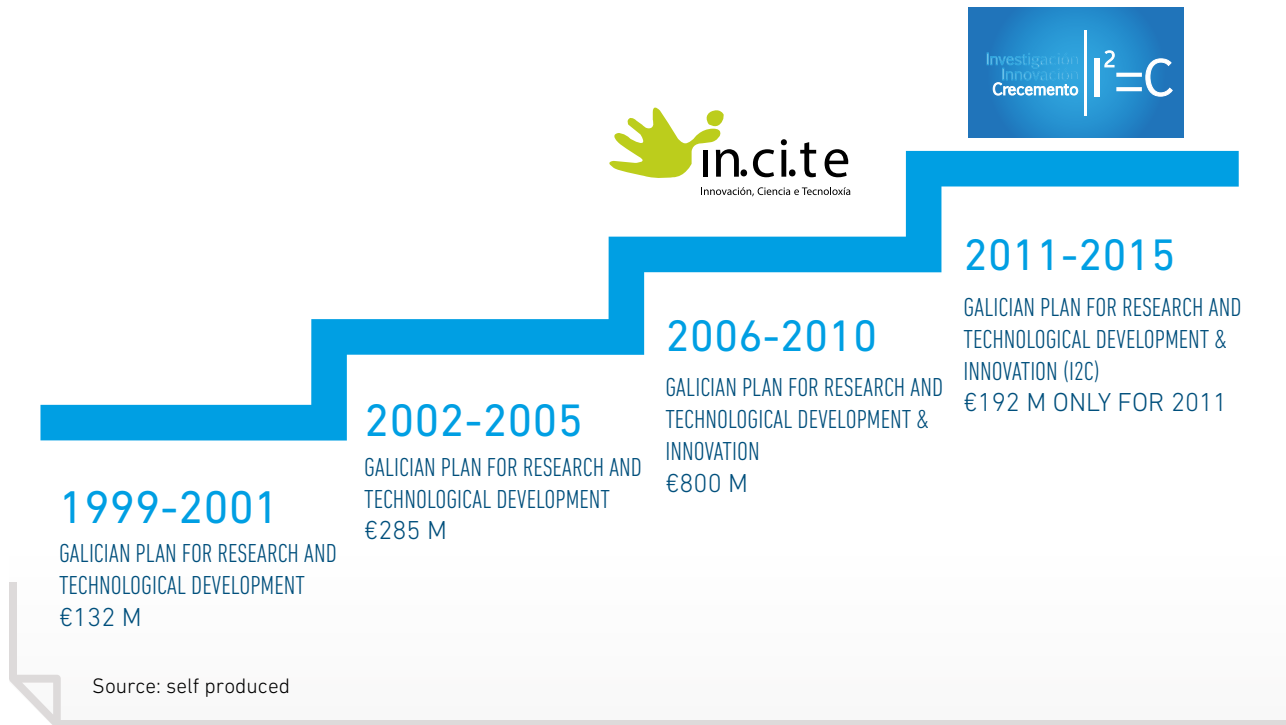 Investigación
Innovación
Crecemento
I²=C
in.ci.te
Innovación, Ciencia e Tecnoloxía
2011-2015
GALICIAN PLAN FOR RESEARCH AND
TECHNOLOGICAL DEVELOPMENT &
INNOVATION (I2C)
€192 M ONLY FOR 2011
2006-2010
GALICIAN PLAN FOR RESEARCH AND
TECHNOLOGICAL DEVELOPMENT &
INNOVATION
€800 M
2002-2005
GALICIAN PLAN FOR RESEARCH AND
TECHNOLOGICAL DEVELOPMENT
€285 M
1999-2001
GALICIAN PLAN FOR RESEARCH AND
TECHNOLOGICAL DEVELOPMENT
€132 M
Source: self produced